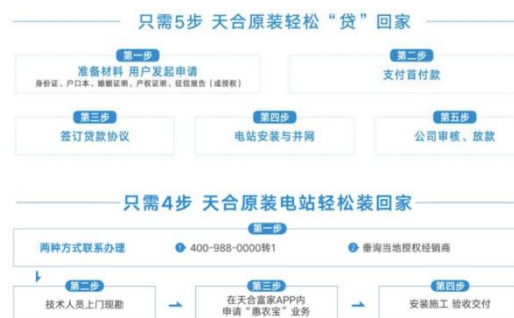 只需5步 天合原装轻松“贷”回家
第一步
准备材料 用户发起申请
身份证、户口本、婚姻证明、产权证明、征信报告（或授权）
第二步
支付首付款
第三步
签订贷款协议
第四步
电站安装与并网
第五步
公司审核、放款
只需4步 天合原装电站轻松装回家
第一步
两种方式联系办理
1 400-988-0000转1
2 垂询当地授权经销商
第二步
技术人员上门现勘
第三步
在天合富家APP内
申请“惠农宝”业务
第四步
安装施工 验收交付